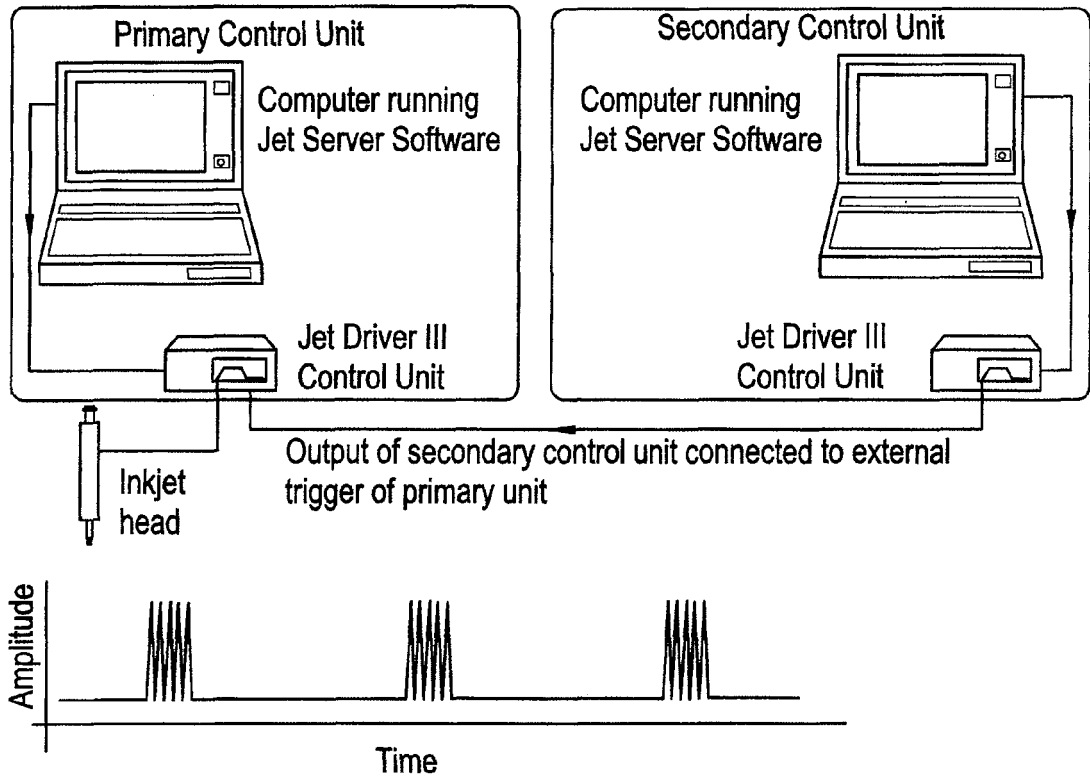 Primary Control Unit
Computer running
Jet Server Software
Jet Driver III
Control Unit
Secondary Control Unit
Computer running
Jet Server Software
Jet Driver III
Control Unit
Inkjet
head
Output of secondary control unit connected to external
trigger of primary unit
Amplitude
Time